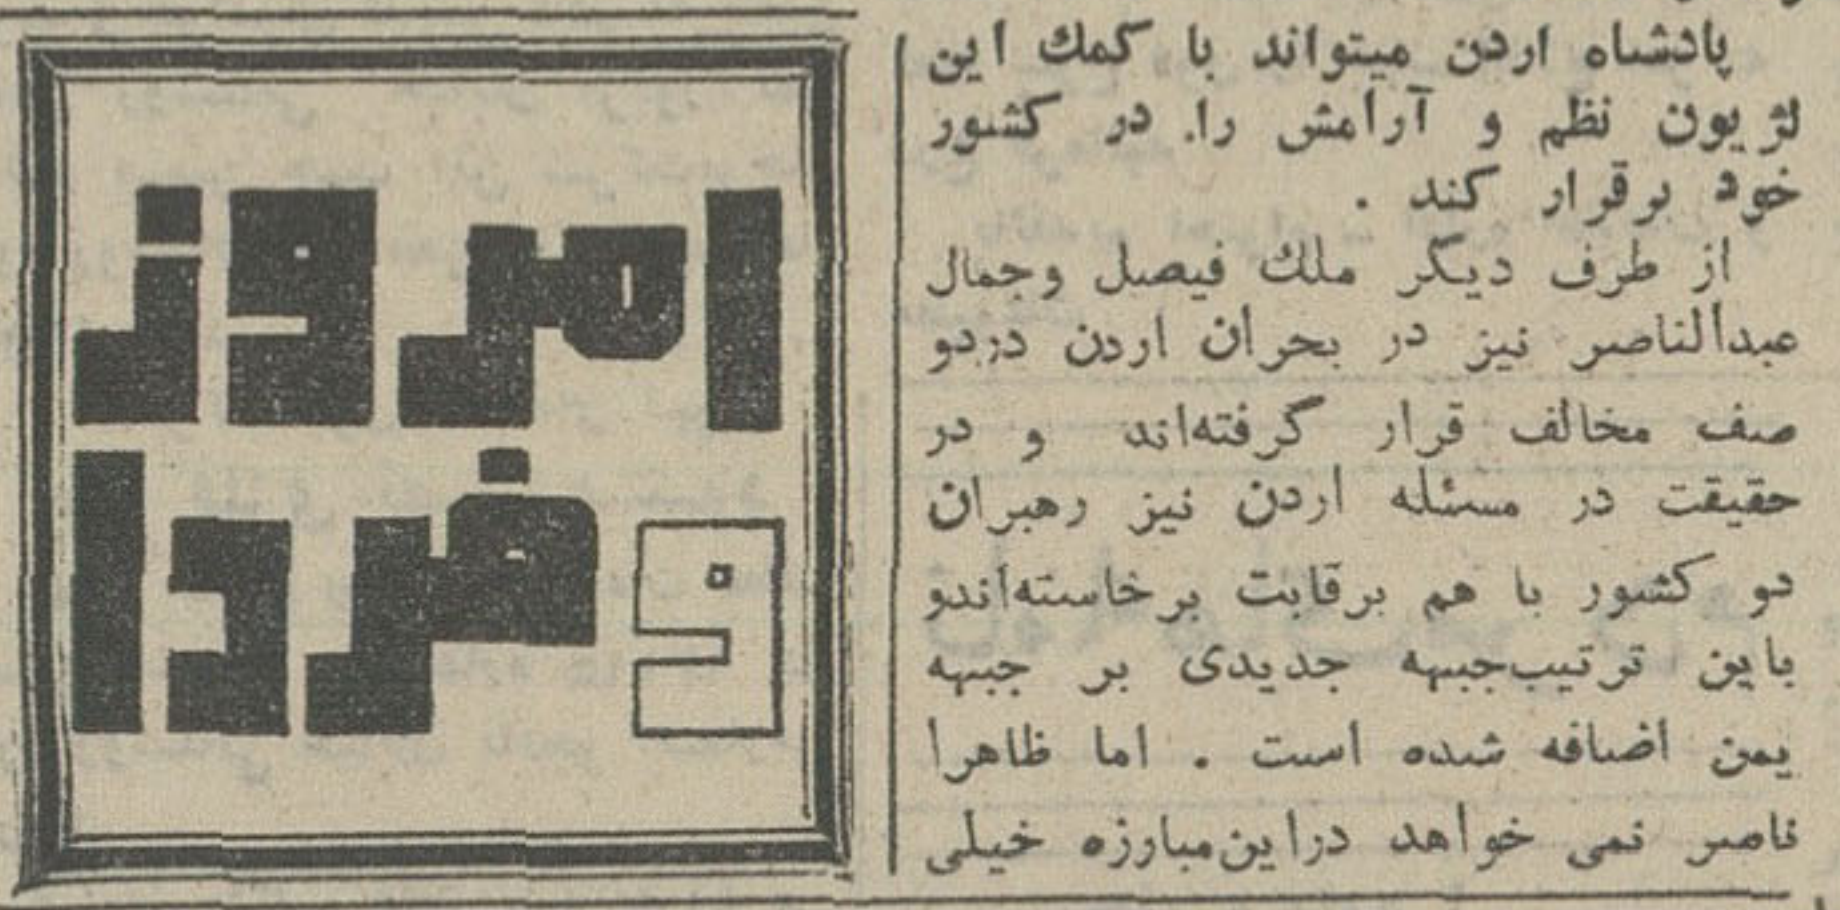 پادشاه اردن میتواند با کمك این
لژیون نظم و آرامش را. در کشور
خود برقرار کند .
از طرف دیگر ملك فیصل وجمال
عبدالناصر نیز در بحران اردن دردو
صف مخالف قرار گرفته‌اند و در
حقیقت در مسئله اردن نیز رهبران
دو کشور با هم برقابت برخاسته‌اندو
باین ترتیب‌جبهه جدیدی بر جبهه
یمن اضافه شده است . اما ظاهرا
ناصر نمی خواهد دراین‌مبارزه خیلی
امروز
و فردا